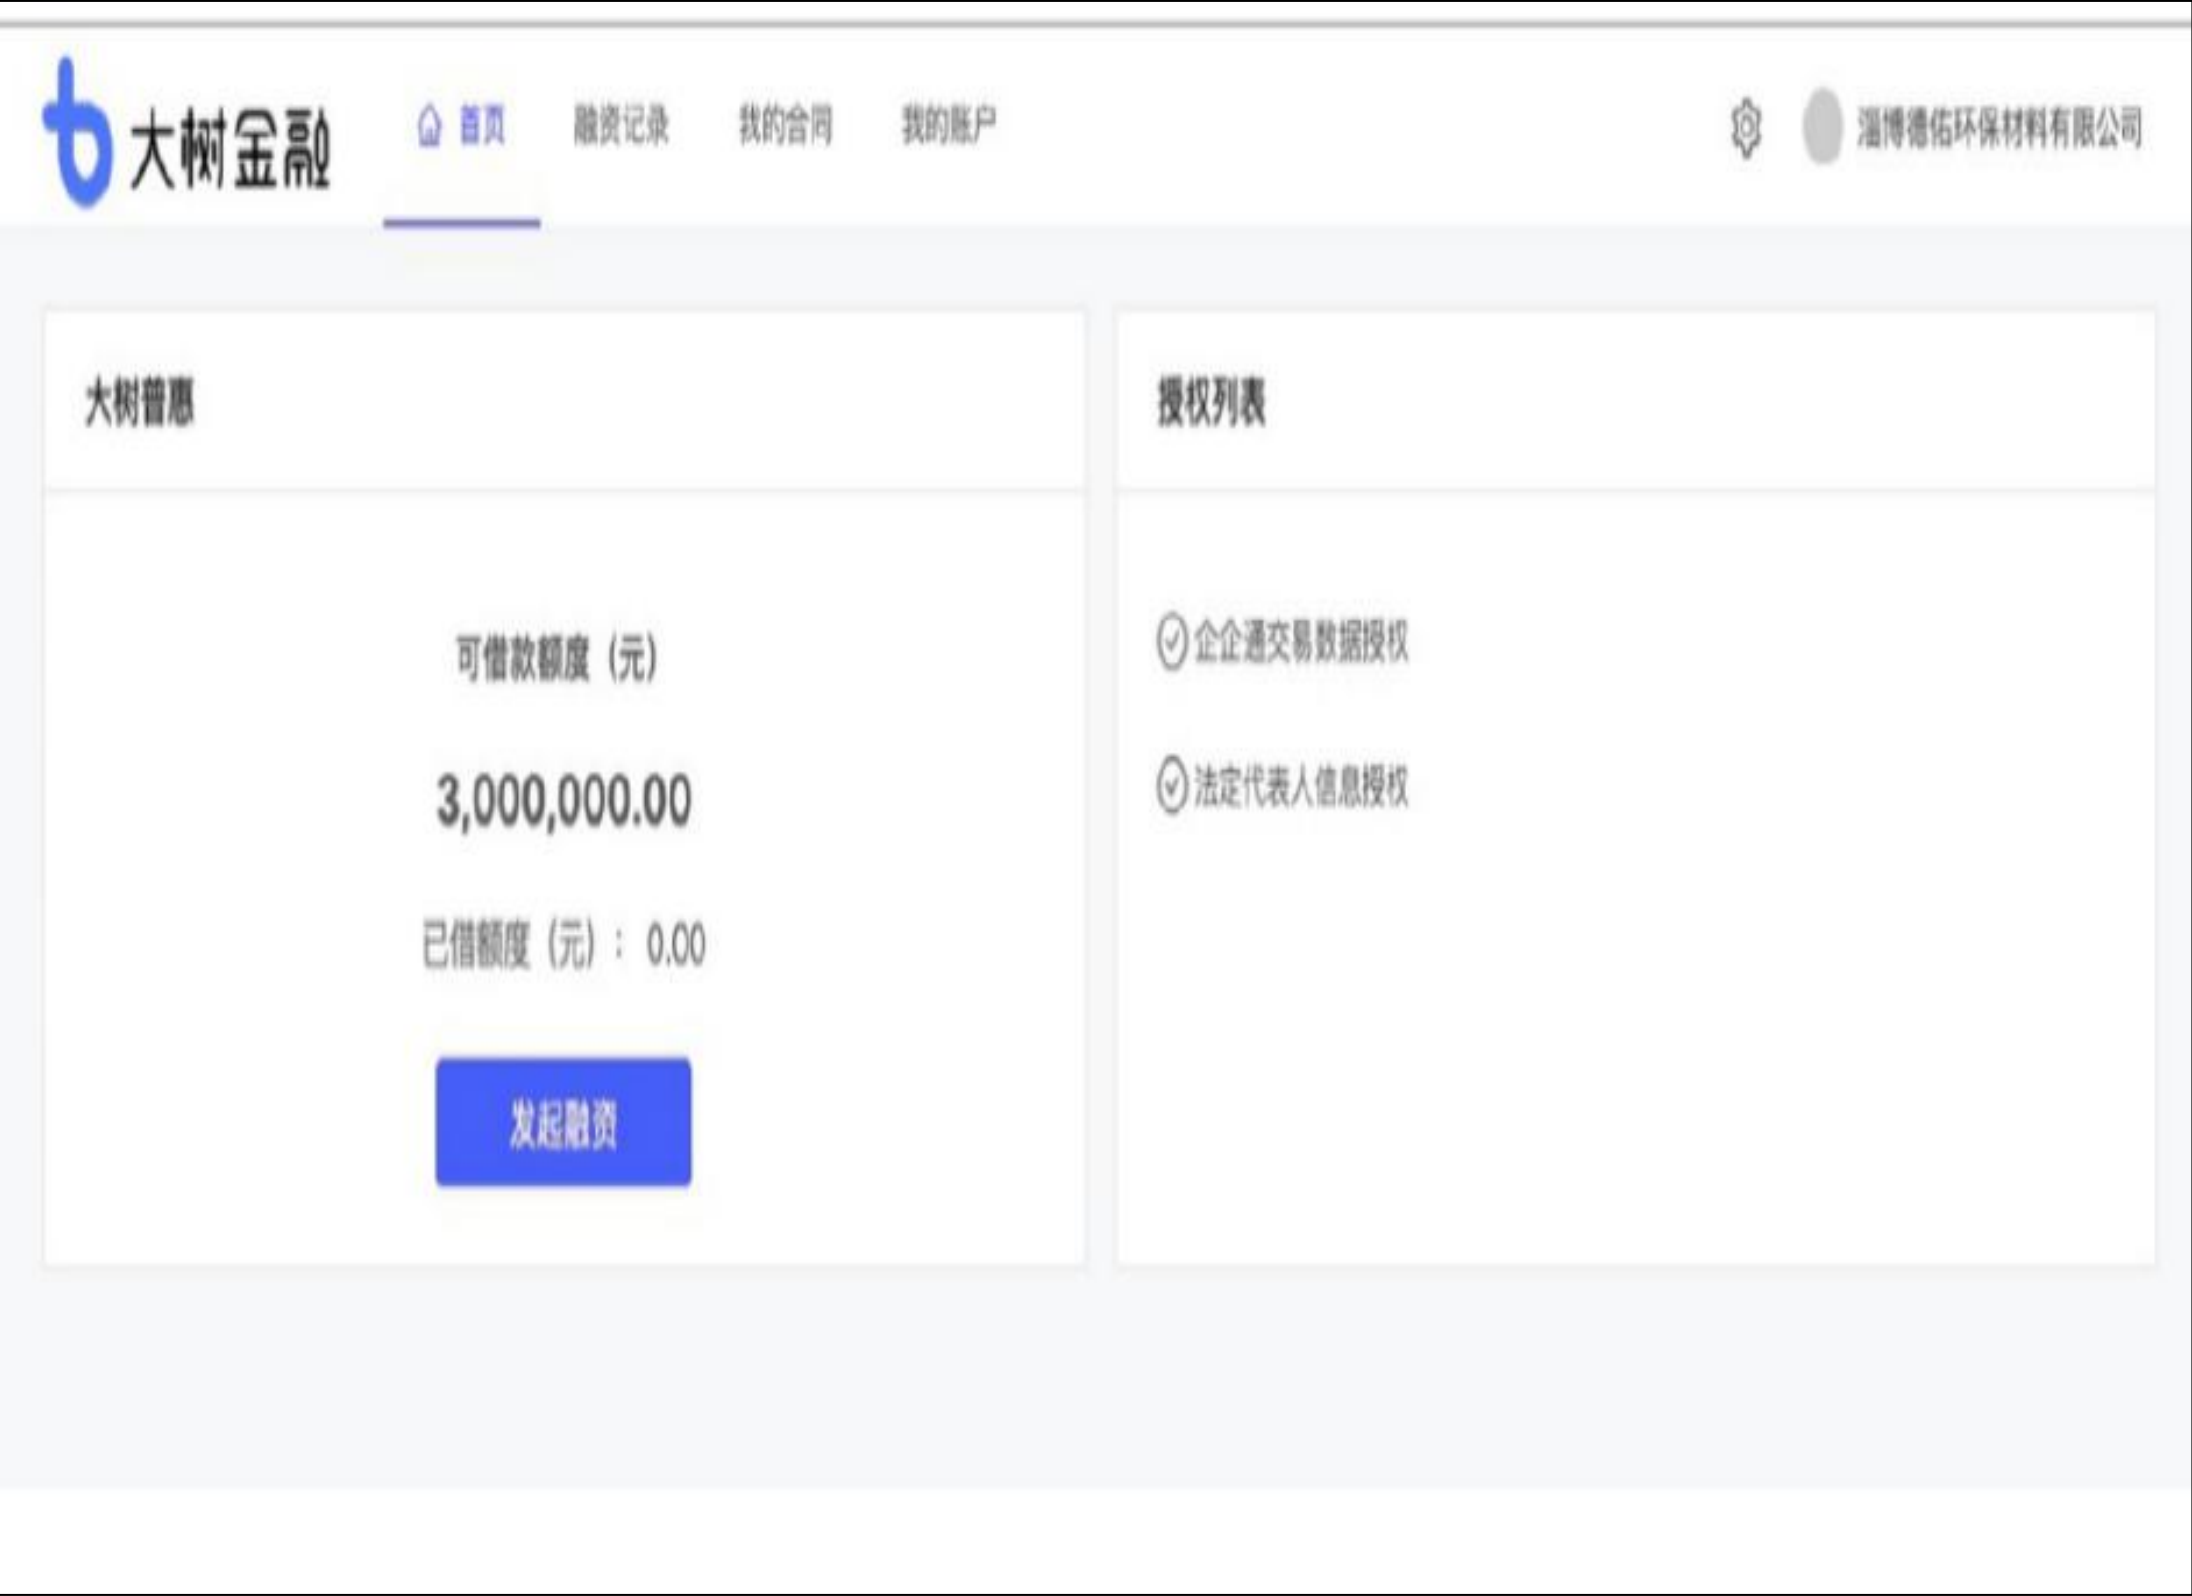 大树金融
首页 融资记录 我的合同 我的账户
淄博德佑环保材料有限公司
大树普惠
可借款额度（元）
3,000,000.00
已借额度（元）： 0.00
发起融资
授权列表
企企通交易数据授权
法定代表人信息授权